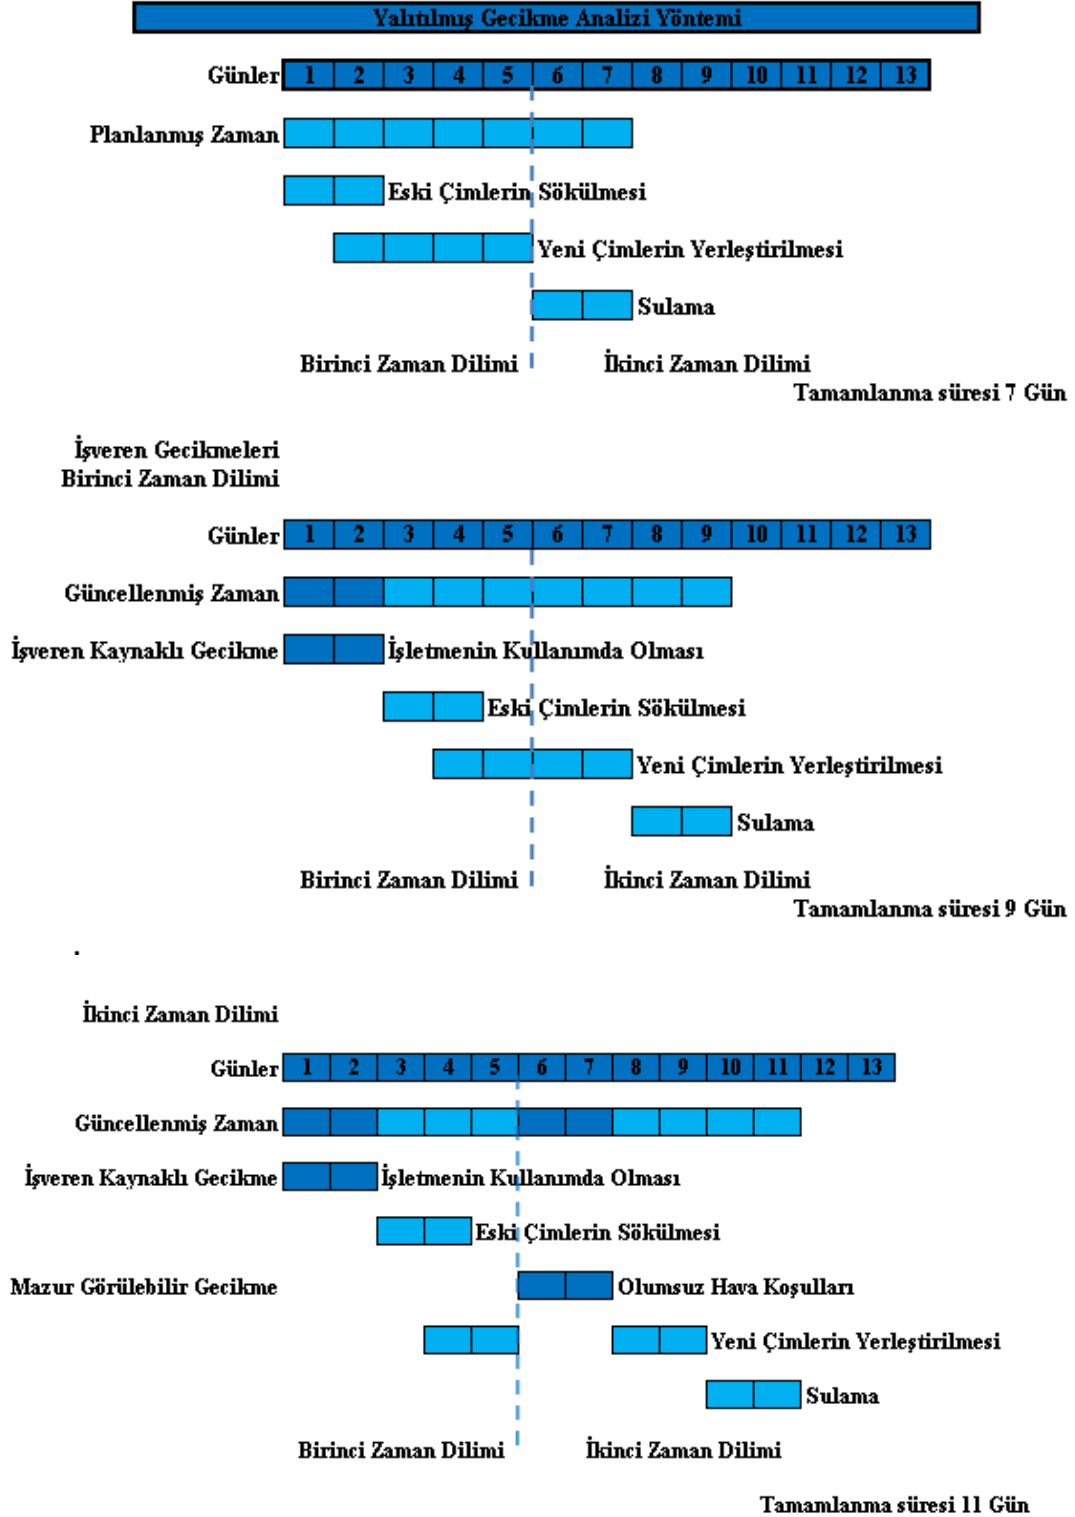 Yalıtılmış Gecikme Analizi Yöntemi
Günler 1 2 3 4 5 6 7 8 9 10 11 12 13
Planlanmış Zaman
Eski Çimlerin Sökülmesi
Yeni Çimlerin Yerleştirilmesi
Sulama
Birinci Zaman Dilimi İkinci Zaman Dilimi
Tamamlanma süresi 7 Gün
İşveren Gecikmeleri
Birinci Zaman Dilimi
Günler 1 2 3 4 5 6 7 8 9 10 11 12 13
Güncellenmiş Zaman
İşveren Kaynaklı Gecikme İşletmenin Kullanımda Olması
Eski Çimlerin Sökülmesi
Yeni Çimlerin Yerleştirilmesi
Sulama
Birinci Zaman Dilimi İkinci Zaman Dilimi
Tamamlanma süresi 9 Gün
.
İkinci Zaman Dilimi
Günler 1 2 3 4 5 6 7 8 9 10 11 12 13
Güncellenmiş Zaman
İşveren Kaynaklı Gecikme İşletmenin Kullanımda Olması
Eski Çimlerin Sökülmesi
Mazur Görülebilir Gecikme Olumsuz Hava Koşulları
Yeni Çimlerin Yerleştirilmesi
Sulama
Birinci Zaman Dilimi İkinci Zaman Dilimi
Tamamlanma süresi 11 Gün